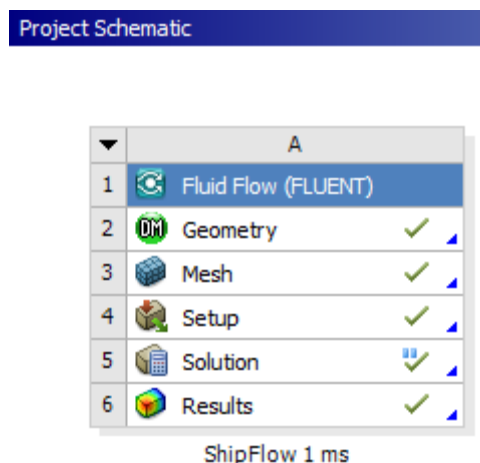 Project Schematic
A
1 Fluid Flow (FLUENT)
2 DM Geometry
3 Mesh
4 Setup
5 Solution
6 Results
ShipFlow 1 ms